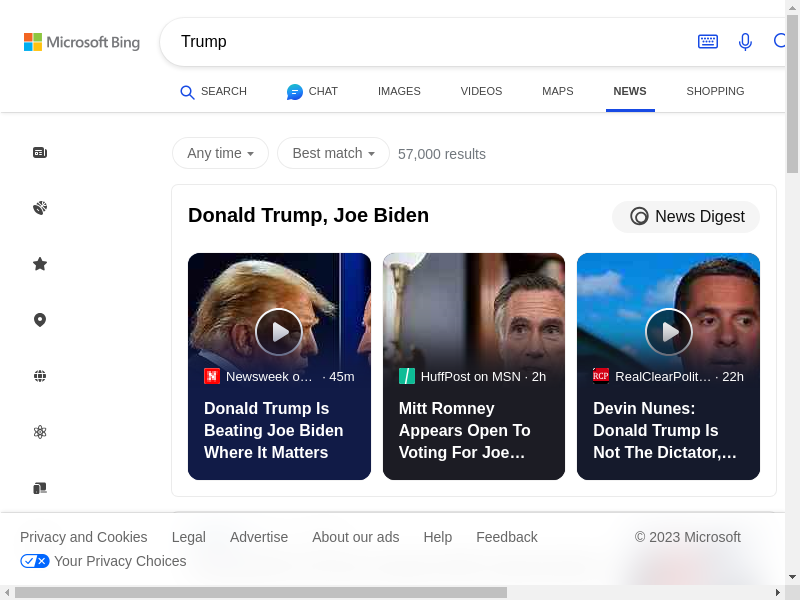 Microsoft Bing
Trump
SEARCH
CHAT
IMAGES
VIDEOS
MAPS
NEWS
SHOPPING
Any time
Best match
57,000 results
Donald Trump, Joe Biden
News Digest
Newsweek o… · 45m
Donald Trump Is
Beating Joe Biden
Where It Matters
HuffPost on MSN · 2h
Mitt Romney
Appears Open To
Voting For Joe…
RCP
RealClearPolit… · 22h
Devin Nunes:
Donald Trump Is
Not The Dictator,…
Privacy and Cookies
Legal
Advertise
About our ads
Help
Feedback
© 2023 Microsoft
Your Privacy Choices